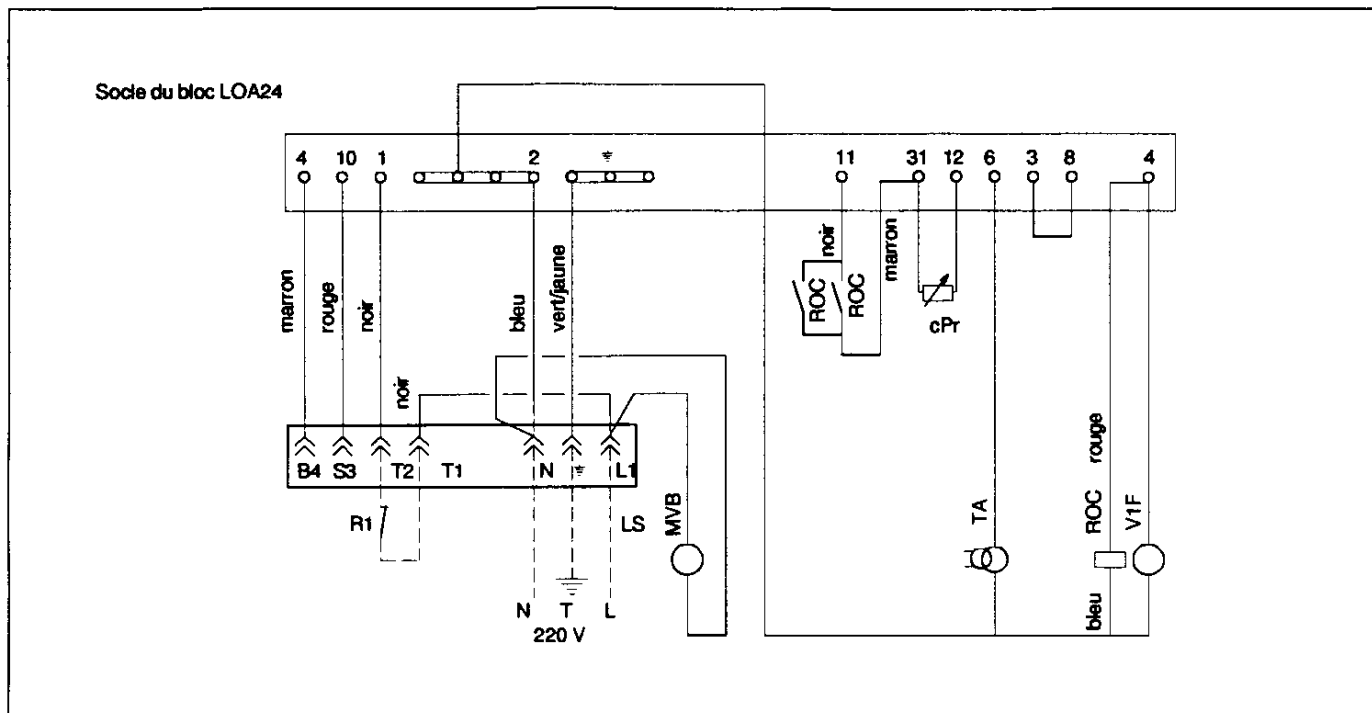 Socle du bloc LOA24
4 10 1 2 11 31 12 6 3 8 4
marron
rouge
noir
bleu
vert/jaune
noir
noir
marron
ROC
ROC
cPr
B4 S3 T2 T1 N L1
R1
LS
MVB
TA
rouge
ROC
V1F
bleu
N T L
220 V